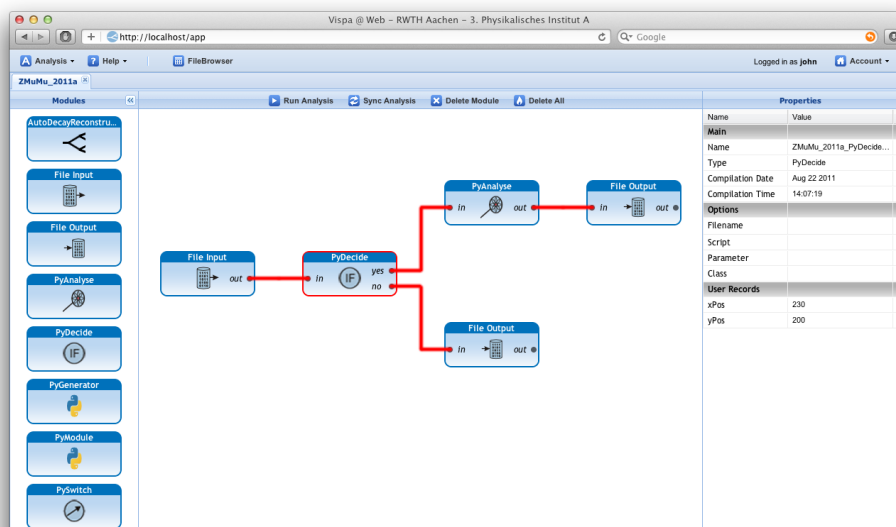 Vispa @ Web – RWTH Aachen – 3. Physikalisches Institut A
http://localhost/app
Google
Analysis
Help
FileBrowser
Logged in as john
Account
ZMuMu_2011a
Modules
Run Analysis
Sync Analysis
Delete Module
Delete All
Properties
AutoDecayReconstru...
File Input
File Output
PyAnalyse
PyDecide
IF
PyGenerator
PyModule
PySwitch
File Input
out
PyDecide
in
IF
yes
no
PyAnalyse
in
out
File Output
in
out
File Output
in
out
Name Value
Main
Name ZMuMu_2011a_PyDecide...
Type PyDecide
Compilation Date Aug 22 2011
Compilation Time 14:07:19
Options
Filename
Script
Parameter
Class
User Records
xPos 230
yPos 200